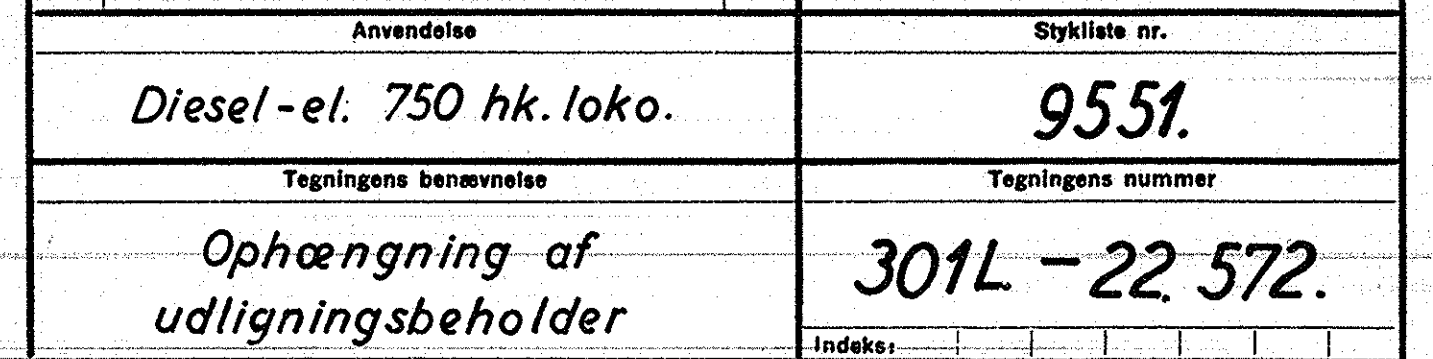 Anvendelse
Stykliste nr.
Diesel-el. 750 hk. loko.
9551.
Tegningens benævnelse
Tegningens nummer
Ophængning af
udligningsbeholder
301L - 22.572.
Indeks: